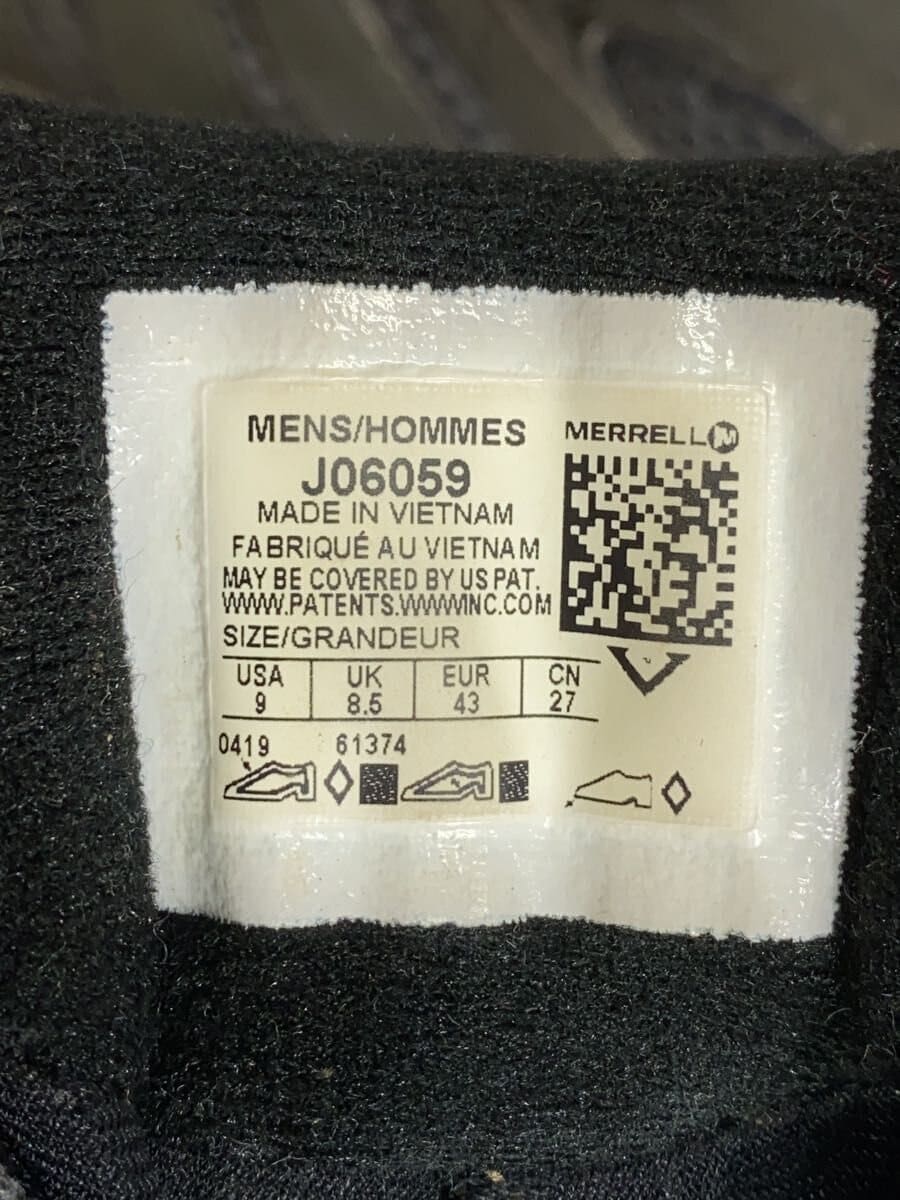 MENS/HOMMES
MERRELL
J06059
MADE IN VIETNAM
FABRIQUÉ AU VIETNAM
MAY BE COVERED BY US PAT.
WWW.PATENTS.WWWINC.COM
SIZE/GRANDEUR
USA UK EUR CN
9 8.5 43 27
0419 61374